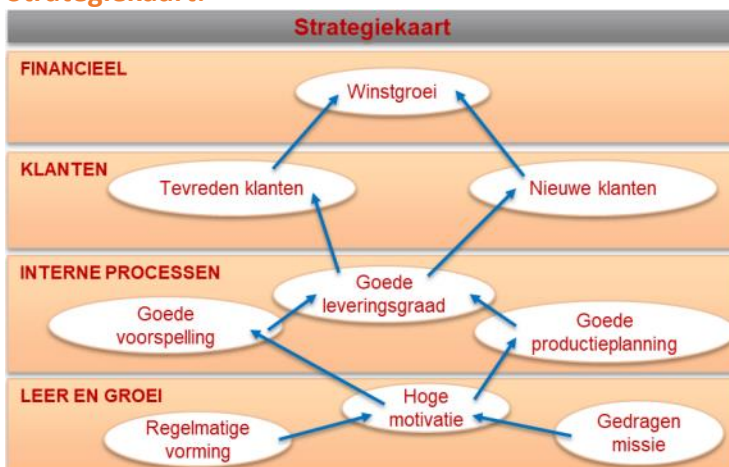 Strategiekaart.
Strategiekaart
FINANCIEEL
Winstgroei
KLANTEN
Tevreden klanten
Nieuwe klanten
INTERNE PROCESSEN
Goede
leveringsgraad
Goede
voorspelling
Goede
productieplanning
LEER EN GROEI
Hoge
motivatie
Regelmatige
vorming
Gedragen
missie